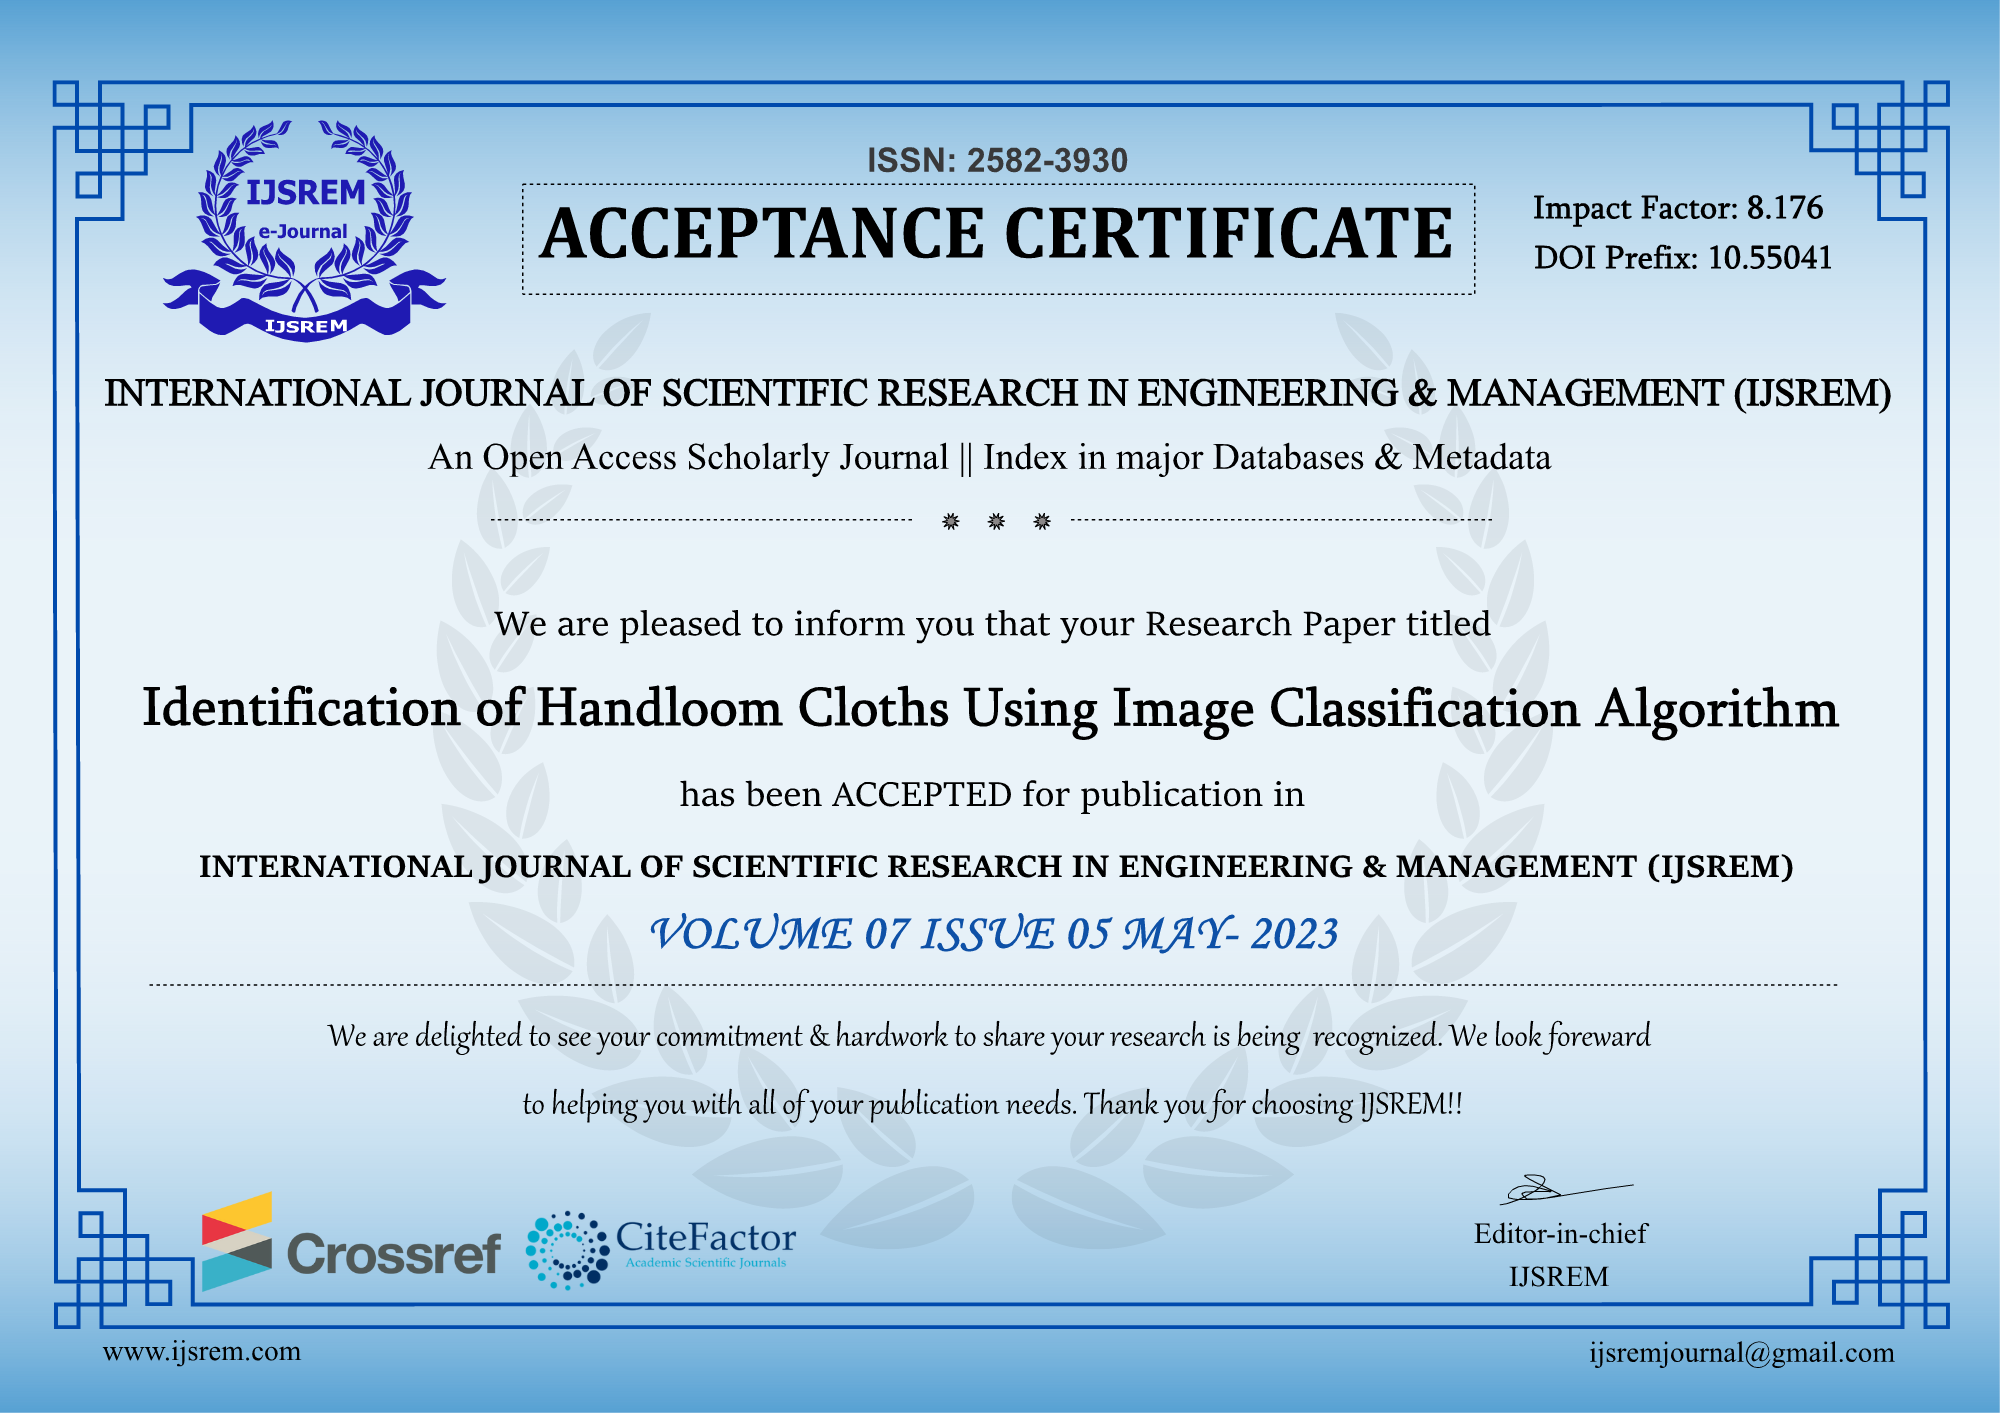 ISSN: 2582-3930
IJSREM
e-Journal
IJSREM
ACCEPTANCE CERTIFICATE
Impact Factor: 8.176
DOI Prefix: 10.55041
INTERNATIONAL JOURNAL OF SCIENTIFIC RESEARCH IN ENGINEERING & MANAGEMENT (IJSREM)
An Open Access Scholarly Journal || Index in major Databases & Metadata
We are pleased to inform you that your Research Paper titled
Identification of Handloom Cloths Using Image Classification Algorithm
has been ACCEPTED for publication in
INTERNATIONAL JOURNAL OF SCIENTIFIC RESEARCH IN ENGINEERING & MANAGEMENT (IJSREM)
VOLUME 07 ISSUE 05 MAY- 2023
We are delighted to see your commitment & hardwork to share your research is being recognized. We look foreward
to helping you with all of your publication needs. Thank you for choosing IJSREM!!
Crossref
CiteFactor
Academic Scientific Journals
Editor-in-chief
IJSREM
www.ijsrem.com
ijsremjournal@gmail.com